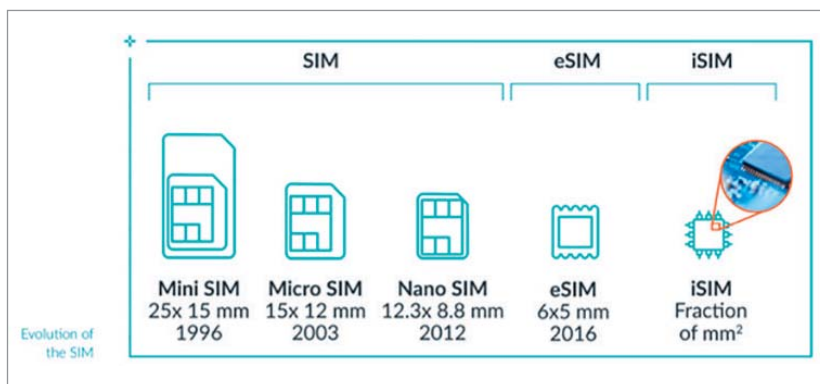 SIM
eSIM
iSIM
Mini SIM
25x 15 mm
1996
Micro SIM
15x 12 mm
2003
Nano SIM
12.3x 8.8 mm
2012
eSIM
6x5 mm
2016
iSIM
Fraction
of mm²
Evolution of
the SIM